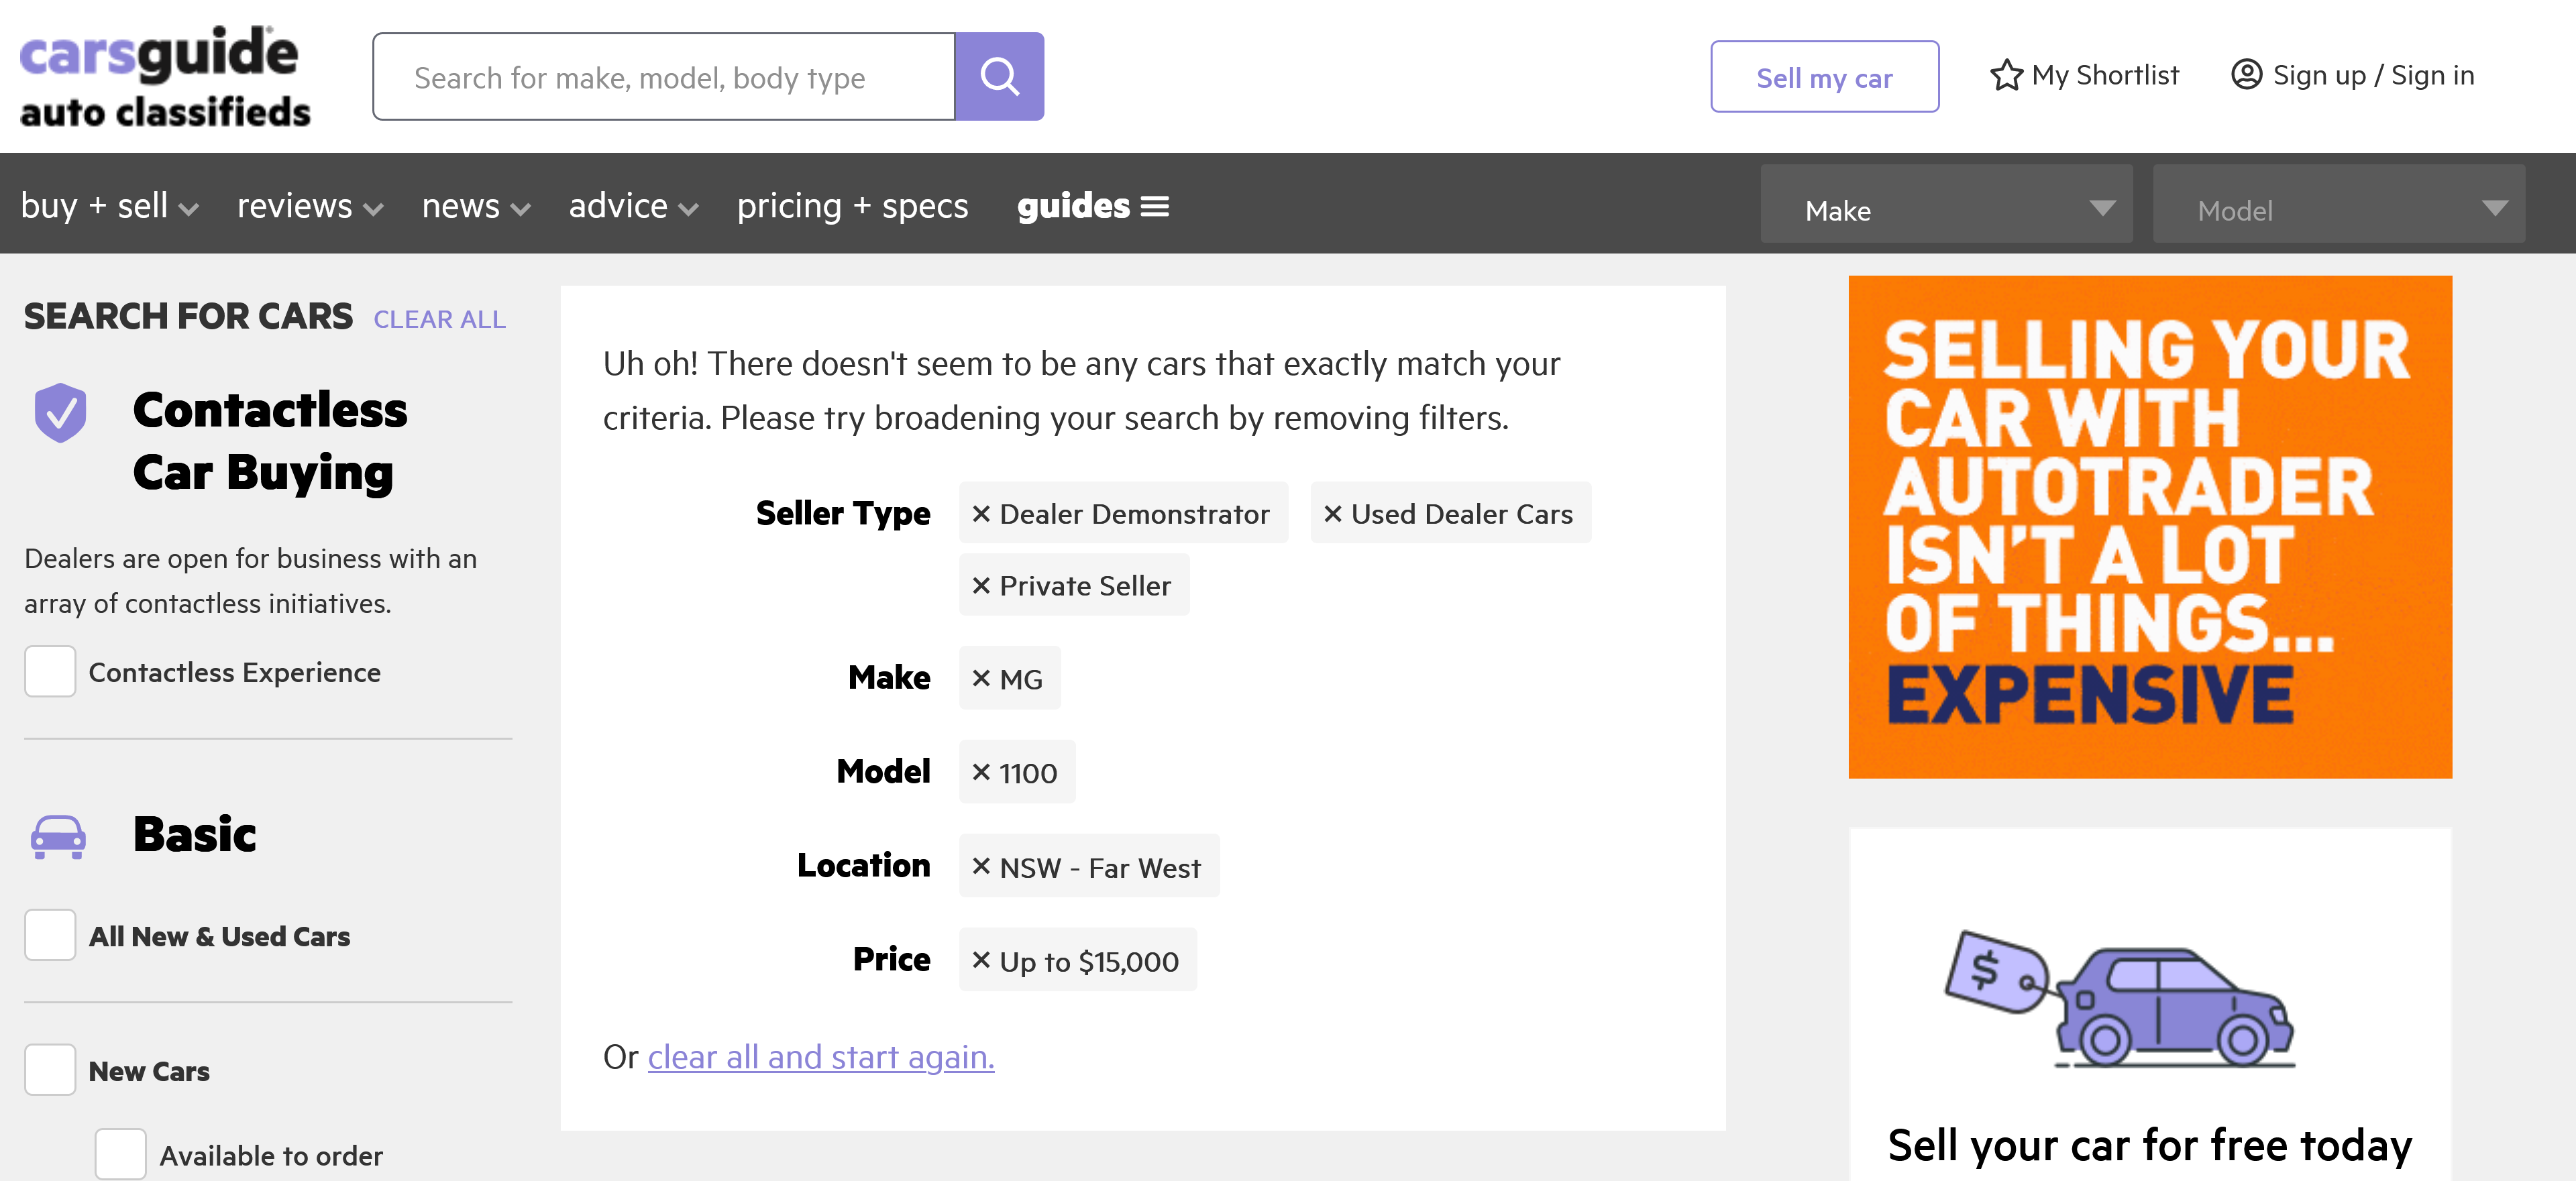 carsguide
auto classifieds
Search for make, model, body type
Sell my car
My Shortlist
Sign up / Sign in
buy + sell
reviews
news
advice
pricing + specs
guides
Make
Model
SEARCH FOR CARS
CLEAR ALL
Contactless
Car Buying
Dealers are open for business with an
array of contactless initiatives.
Contactless Experience
Basic
All New & Used Cars
New Cars
Available to order
Uh oh! There doesn't seem to be any cars that exactly match your
criteria. Please try broadening your search by removing filters.
Seller Type
× Dealer Demonstrator
× Used Dealer Cars
× Private Seller
Make
× MG
Model
× 1100
Location
× NSW - Far West
Price
× Up to $15,000
Or clear all and start again.
SELLING YOUR
CAR WITH
AUTOTRADER
ISN'T A LOT
OF THINGS...
EXPENSIVE
$
Sell your car for free today